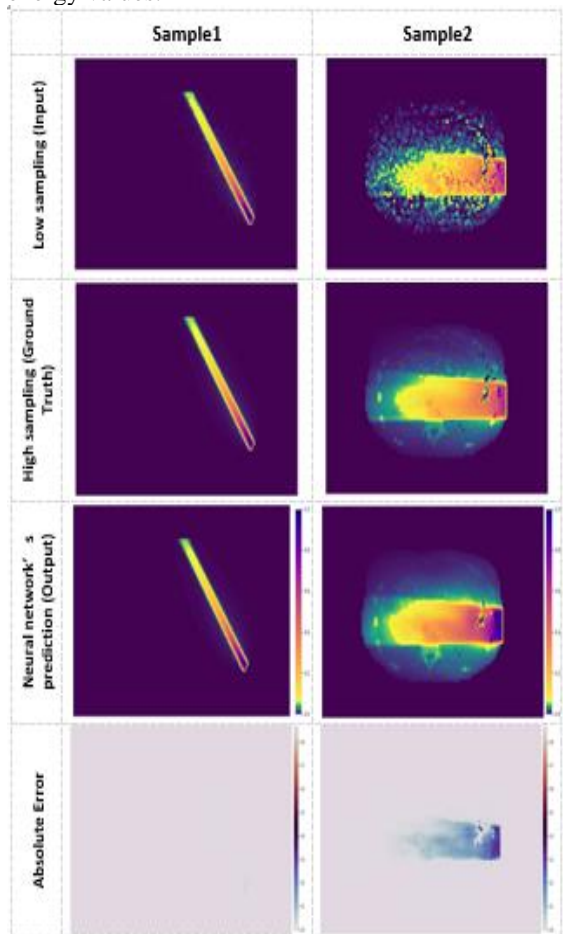 Sample1
Sample2
Low sampling (Input)
High sampling (Ground
Truth)
Neural network’ s
prediction (Output)
Absolute Error